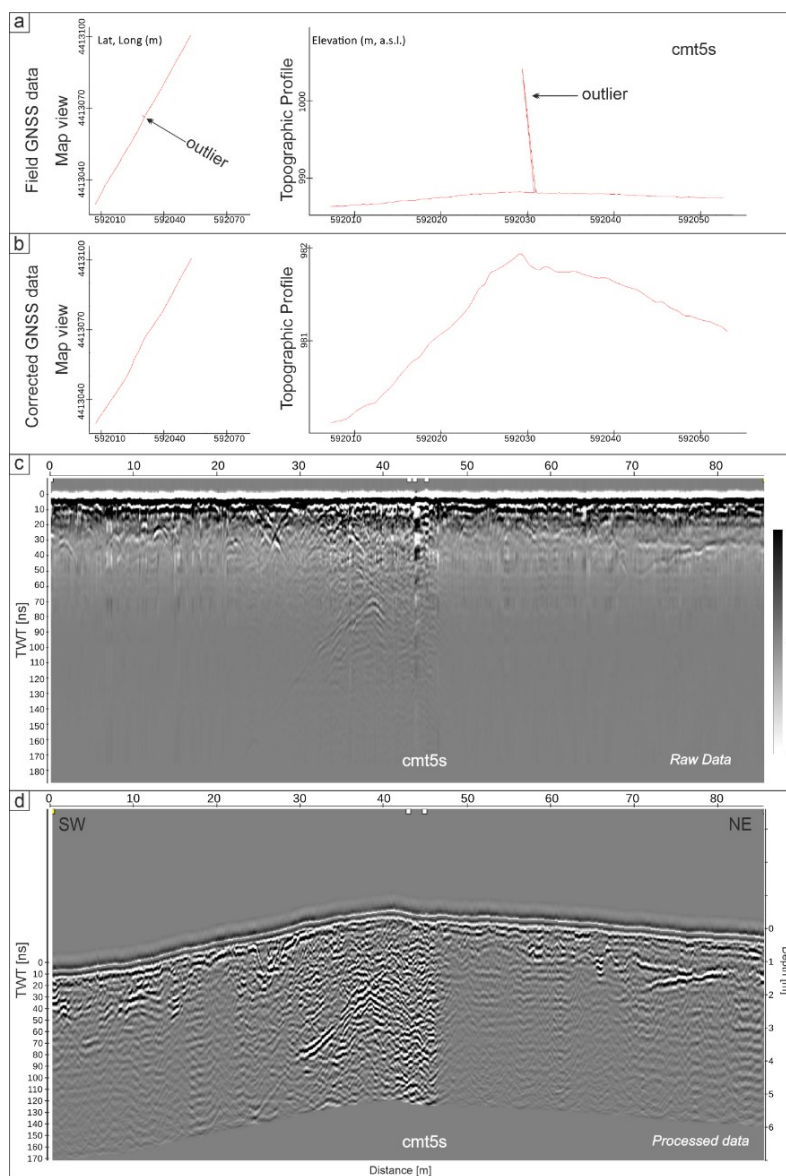 a
Lat, Long (m)
Elevation (m, a.s.l.)
cmt5s
Field GNSS data
Map view
4413100
4413070
4413040
outlier
592010 592040 592070
Topographic Profile
1000
990
outlier
592010 592020 592030 592040 592050
b
Corrected GNSS data
Map view
4413100
4413070
4413040
592010 592040 592070
Topographic Profile
982
981
592010 592020 592030 592040 592050
c
0 10 20 30 40 50 60 70 80
TWT [ns]
0
10
20
30
40
50
60
70
80
90
100
110
120
130
140
150
160
170
180
cmt5s
Raw Data
d
0 10 20 30 40 50 60 70 80
SW
NE
TWT [ns]
0
10
20
30
40
50
60
70
80
90
100
110
120
130
140
150
160
170
0
1
2
3
4
5
6
Depth [m]
cmt5s
Processed data
Distance [m]